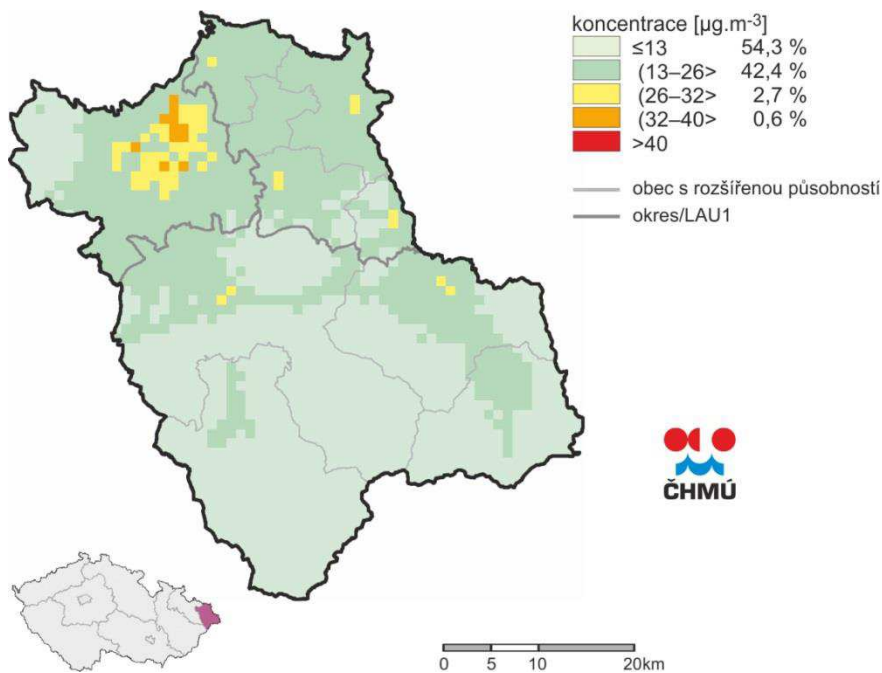 koncentrace [µg.m-3]
≤13 54,3 %
(13–26> 42,4 %
(26–32> 2,7 %
(32–40> 0,6 %
>40
obec s rozšířenou působností
okres/LAU1
ČHMÚ
0 5 10 20km